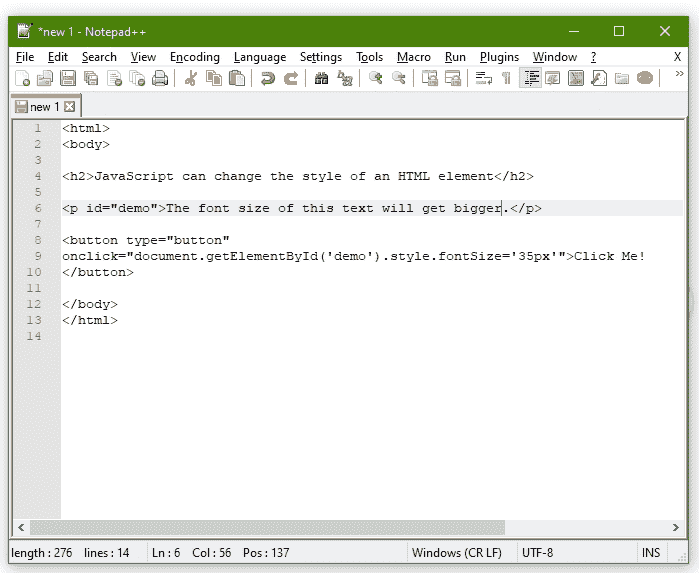 *new 1 - Notepad++
File Edit Search View Encoding Language Settings Tools Macro Run Plugins Window ? X
new 1
1 <html>
2 <body>
3
4 <h2>JavaScript can change the style of an HTML element</h2>
5
6 <p id="demo">The font size of this text will get bigger.</p>
7
8 <button type="button"
9 onclick="document.getElementById('demo').style.fontSize='35px'">Click Me!
10 </button>
11
12 </body>
13 </html>
14
length : 276 lines : 14 Ln : 6 Col : 56 Pos : 137 Windows (CR LF) UTF-8 INS